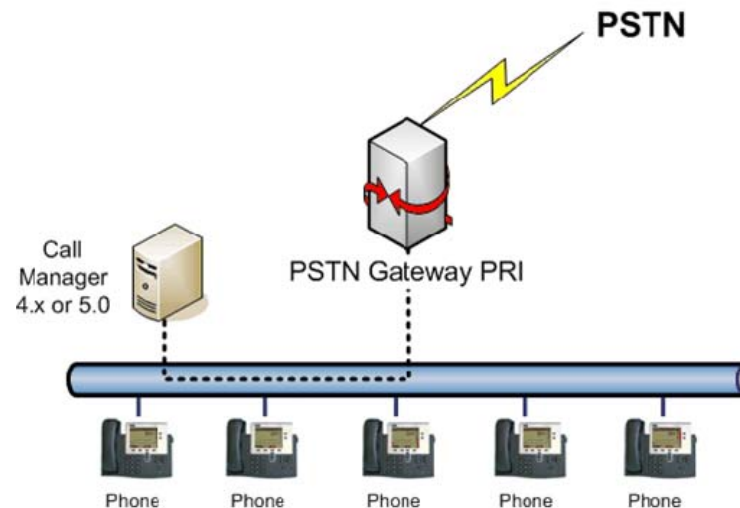 PSTN
Call
Manager
4.x or 5.0
PSTN Gateway PRI
Phone
Phone
Phone
Phone
Phone